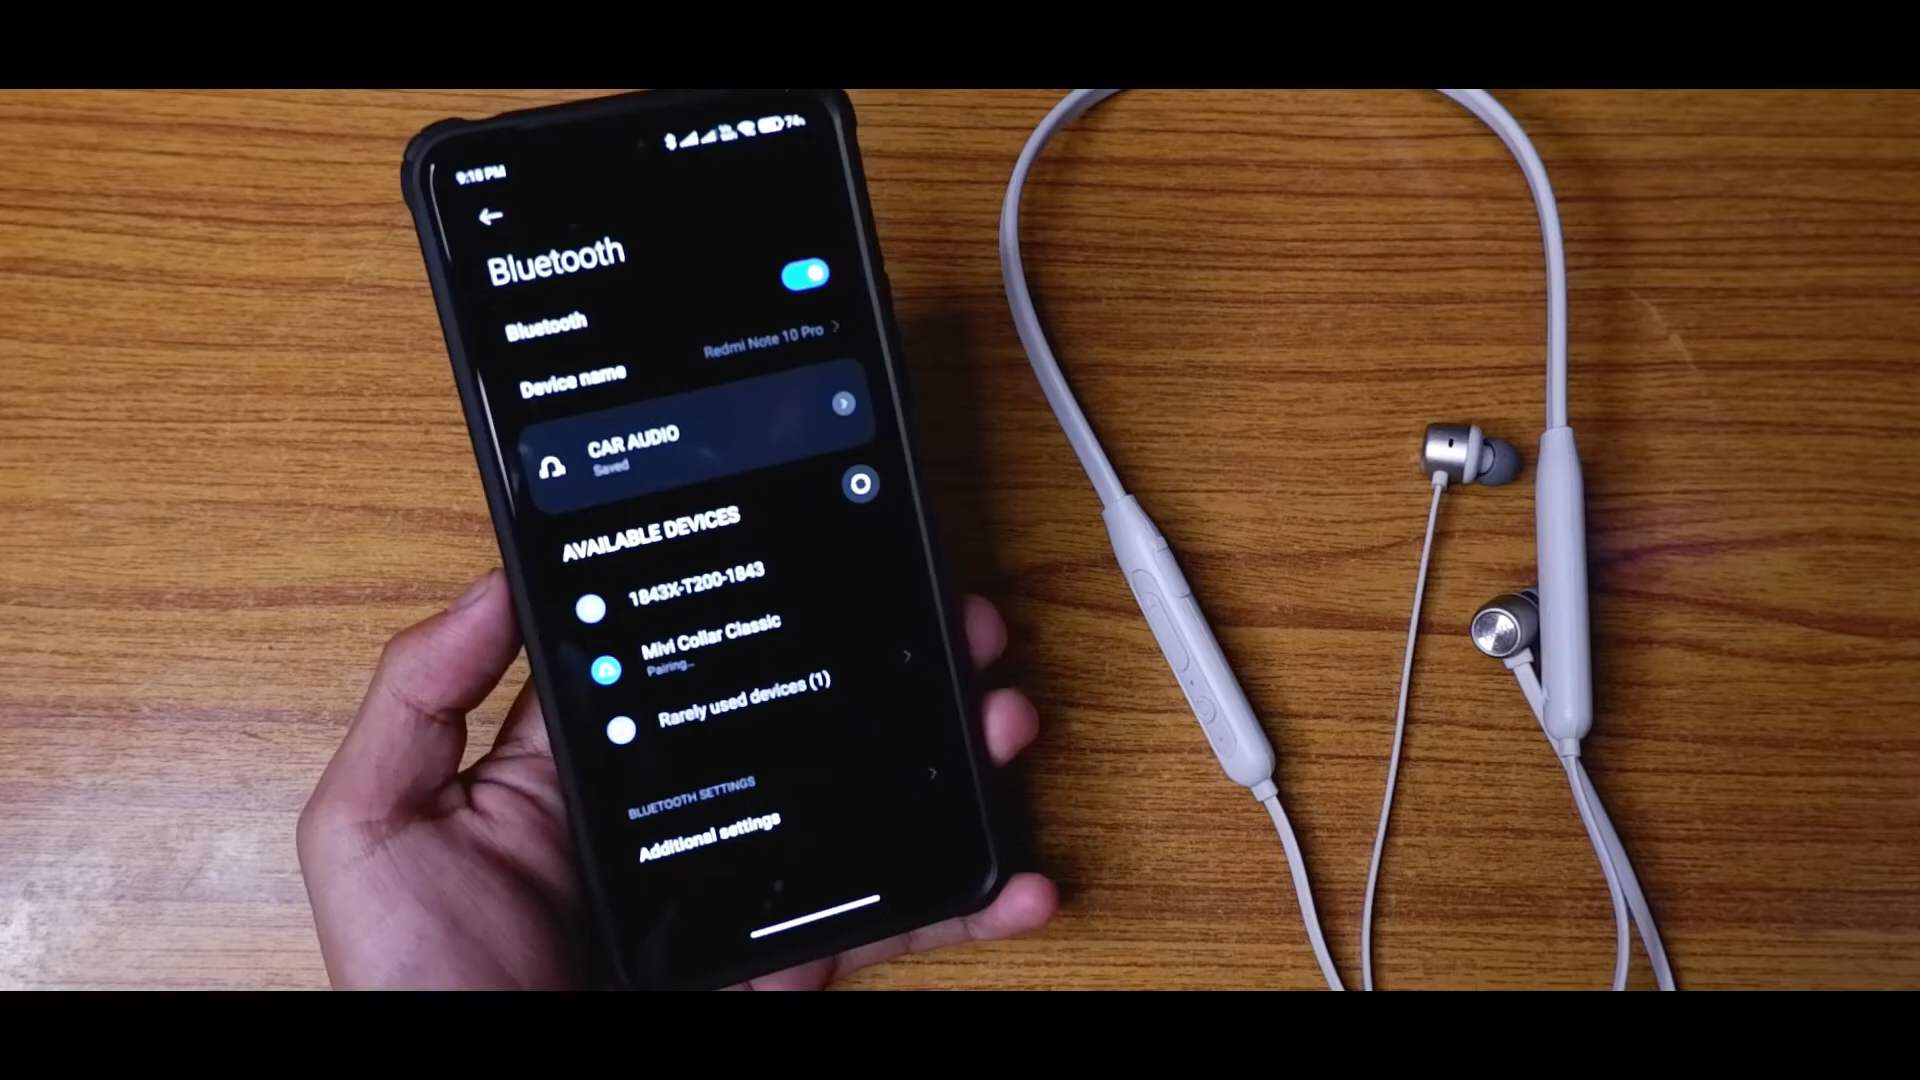 9:18 PM
74%
Bluetooth
Bluetooth
Device name
Redmi Note 10 Pro
CAR AUDIO
Saved
AVAILABLE DEVICES
1843X-T200-1843
Mivi Collar Classic
Pairing...
Rarely used devices (1)
BLUETOOTH SETTINGS
Additional settings